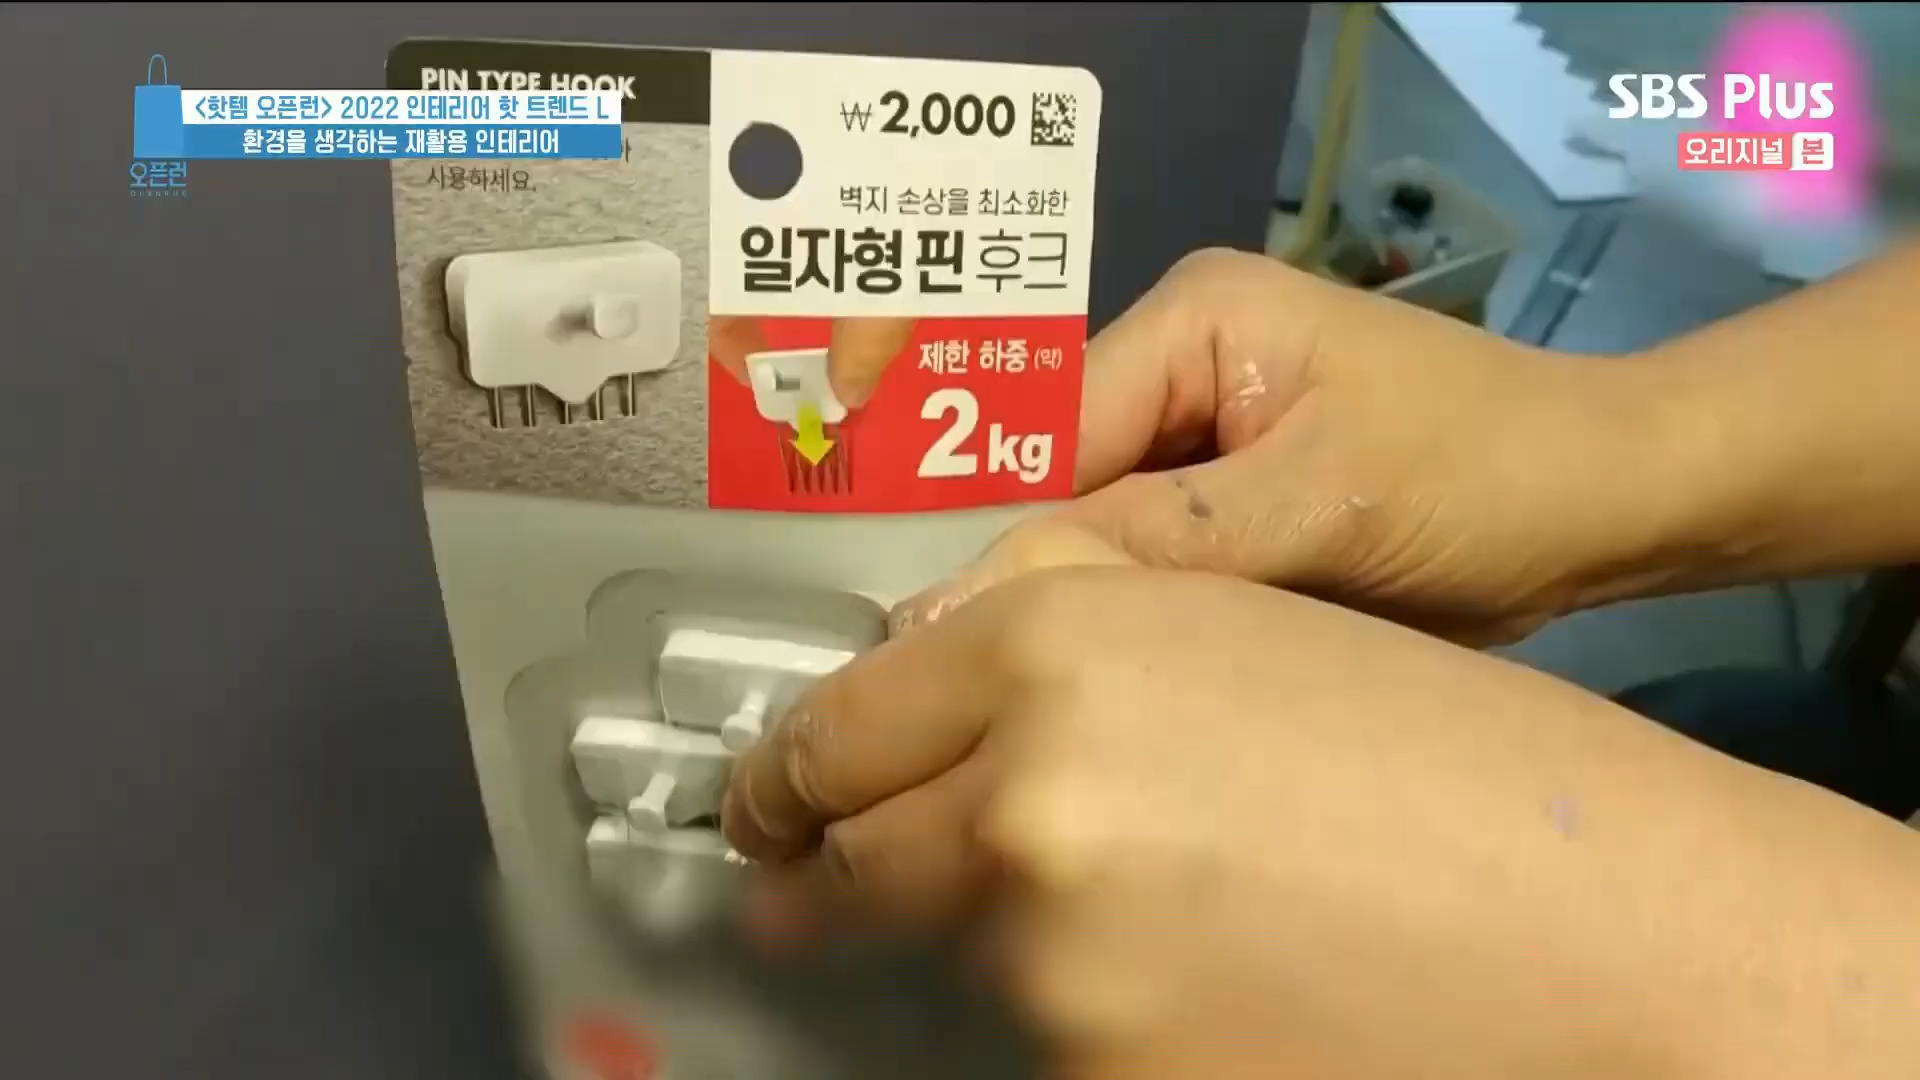 <핫템 오픈런> 2022 인테리어 핫 트렌드
환경을 생각하는 재활용 인테리어
오픈런
SBS Plus
오리지널 본
PIN TYPE HOOK
사용하세요.
₩2,000
벽지 손상을 최소화한
일자형 핀 후크
제한 하중 (약)
2kg